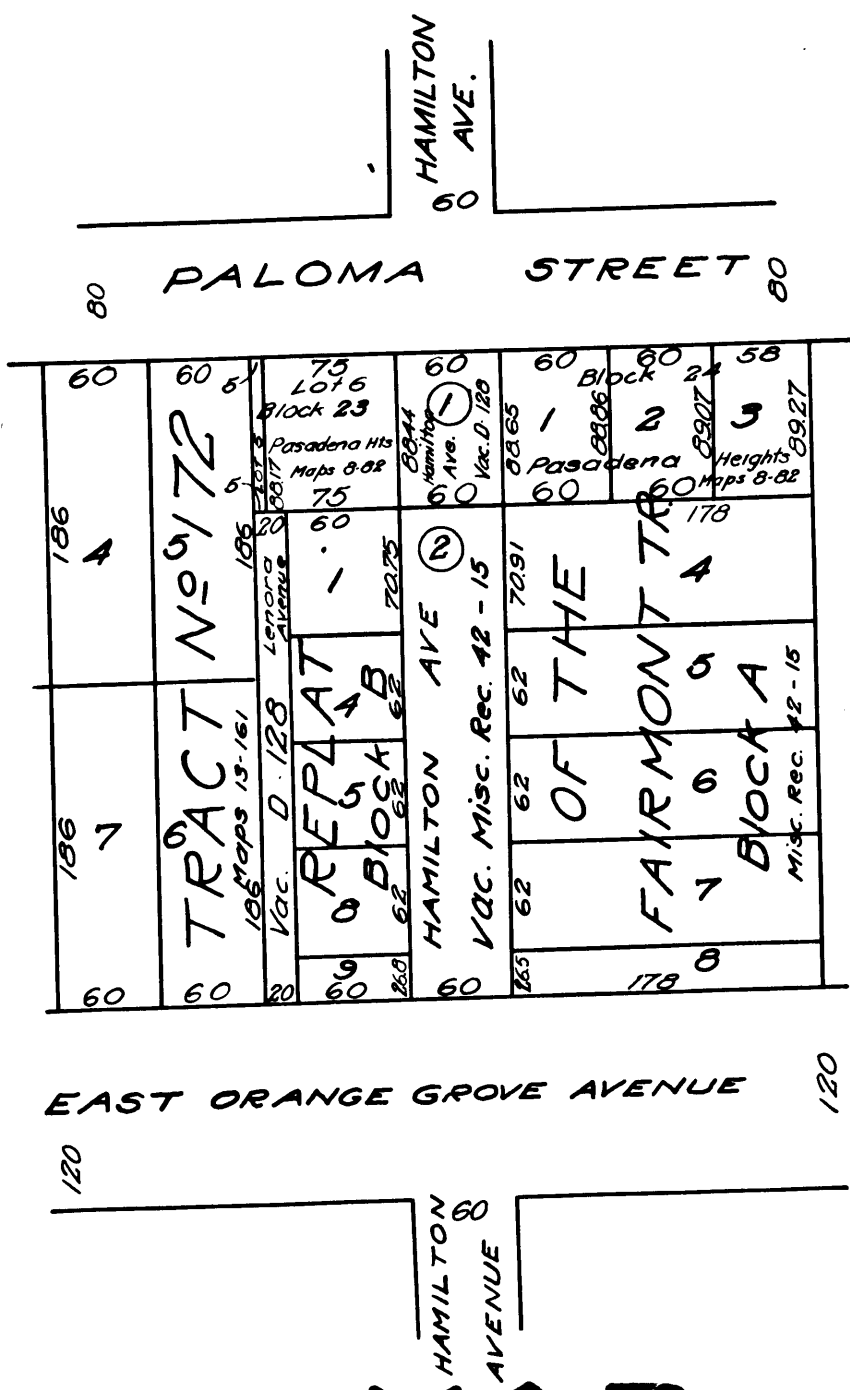 HAMILTON
AVE.
60
PALOMA STREET
80
80
60
60
5
75
60
60
60
58
Lot 6
Block 23
Pasadena Hts
Maps 8-82
75
LOT 5
88.17
5
88.44
Hamilton
Ave.
1
Vac. D. 128
60
88.65
1
88.86
2
89.07
3
89.27
Block 24
Pasadena Heights
Maps 8-82
60
60
178
186
4
5
186
TRACT No 172
Maps 13-161
186
7
6
186
60
60
20
Lenora
Avenue
Vac. D. 128
20
60
1
70.75
REPLAT
4
62
5
62
8
62
9
26.8
60
BLOCK B
2
HAMILTON AVE
Vac. Misc. Rec. 42-15
60
70.91
62
62
62
26.5
OF THE
FAIRMONT TR.
4
5
6
7
8
178
BLOCK A
Misc. Rec. 42-15
EAST ORANGE GROVE AVENUE
120
120
60
HAMILTON
AVENUE